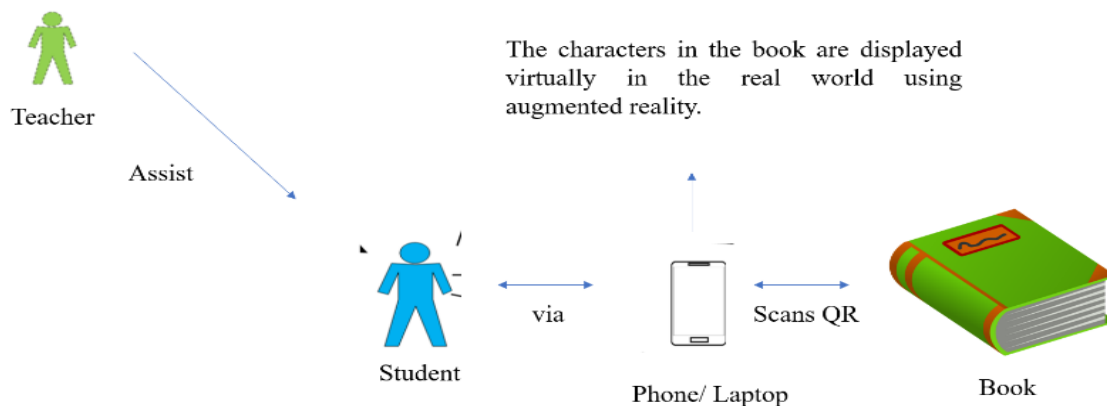 The characters in the book are displayed
virtually in the real world using
augmented reality.
Teacher
Assist
via
Scans QR
Student
Phone/ Laptop
Book